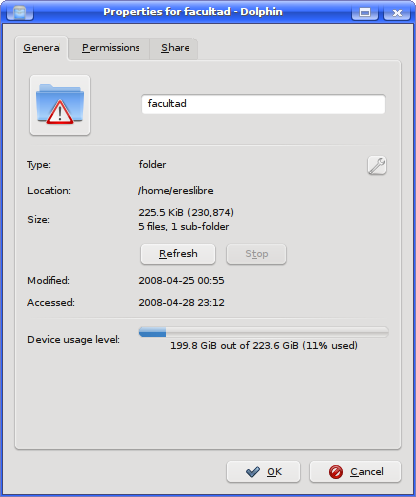 Properties for facultad - Dolphin
Genera Permissions Share
facultad
Type: folder
Location: /home/ereslibre
Size: 225.5 KiB (230,874)
5 files, 1 sub-folder
Refresh Stop
Modified: 2008-04-25 00:55
Accessed: 2008-04-28 23:12
Device usage level:
199.8 GiB out of 223.6 GiB (11% used)
OK Cancel